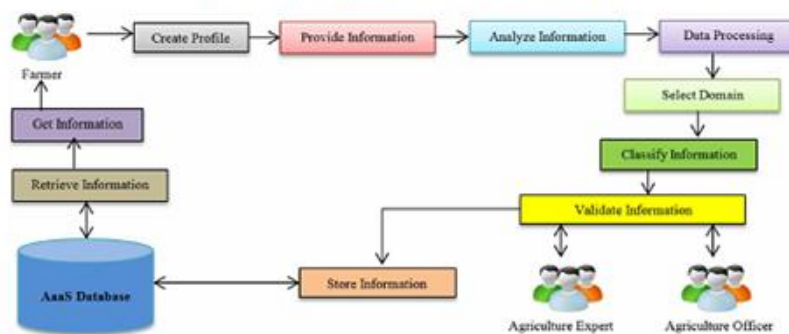 Create Profile
Provide Information
Analyze Information
Data Processing
Farmer
Select Domain
Get Information
Classify Information
Retrieve Information
Validate Information
AaaS Database
Store Information
Agriculture Expert
Agriculture Officer